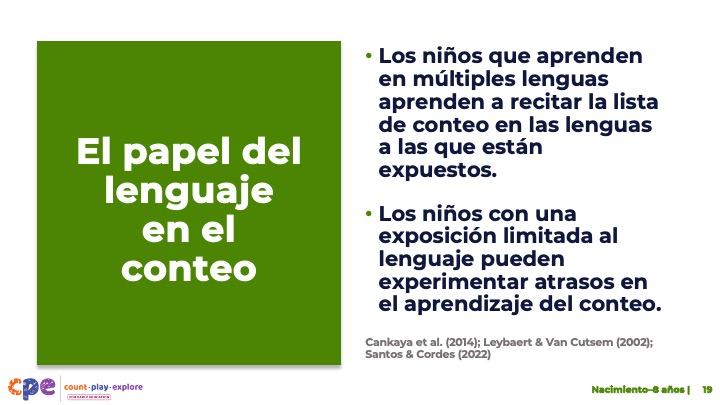 El papel del
lenguaje
en el
conteo
• Los niños que aprenden
en múltiples lenguas
aprenden a recitar la lista
de conteo en las lenguas
a las que están
expuestos.
• Los niños con una
exposición limitada al
lenguaje pueden
experimentar atrasos en
el aprendizaje del conteo.
Cankaya et al. (2014); Leybaert & Van Cutsem (2002);
Santos & Cordes (2022)
cpe count·play·explore
Nacimiento–8 años | 19